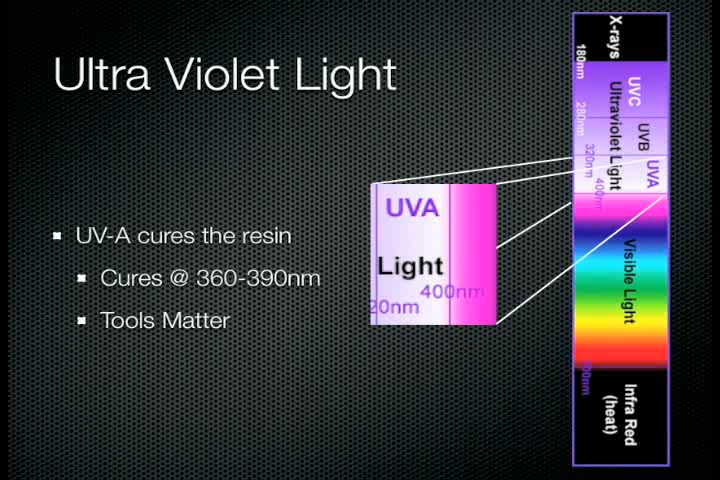 Ultra Violet Light
UV-A cures the resin
Cures @ 360-390nm
Tools Matter
UVA
Light
20nm
400nm
X-rays
180nm
UVC
280nm
Ultraviolet Light
UVB
320nm
UVA
400nm
Visible Light
Infra Red
(heat)